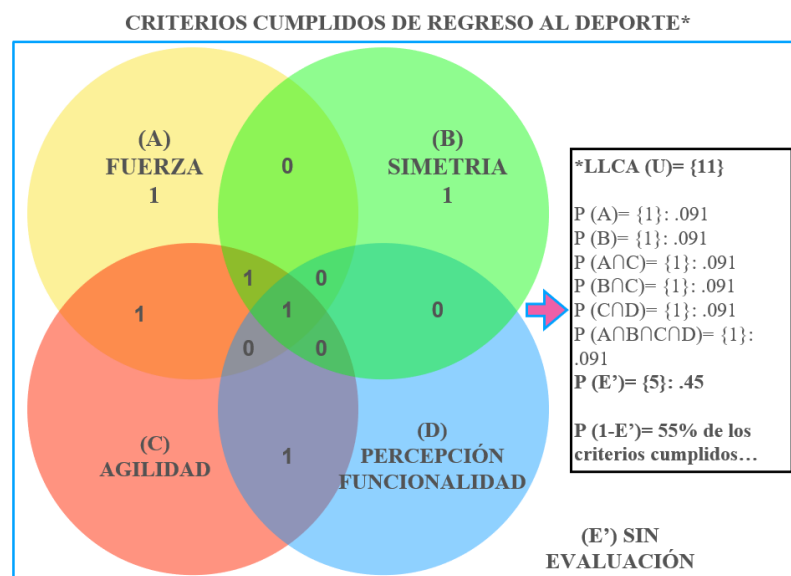 CRITERIOS CUMPLIDOS DE REGRESO AL DEPORTE*
(A)
FUERZA
1
0
(B)
SIMETRIA
1
1
0
1
1
0
0
0
(C)
AGILIDAD
1
(D)
PERCEPCIÓN
FUNCIONALIDAD
*LLCA (U)= {11}
P (A)= {1}: .091
P (B)= {1}: .091
P (A∩C)= {1}: .091
P (B∩C)= {1}: .091
P (C∩D)= {1}: .091
P (A∩B∩C∩D)= {1}:
.091
P (E’)= {5}: .45
P (1-E’)= 55% de los
criterios cumplidos…
(E’) SIN
EVALUACIÓN